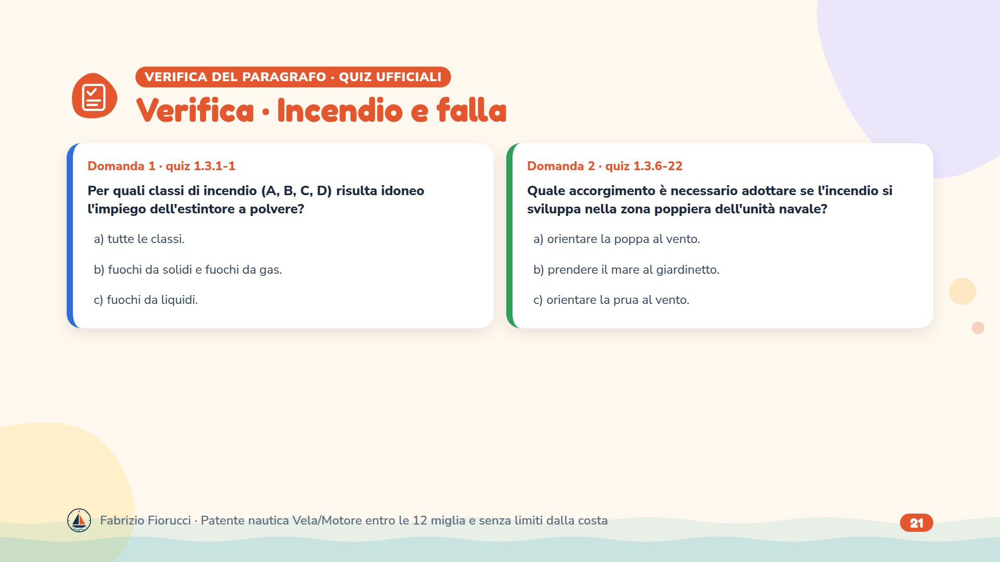 VERIFICA DEL PARAGRAFO · QUIZ UFFICIALI
Verifica · Incendio e falla
Domanda 1 · quiz 1.3.1-1
Per quali classi di incendio (A, B, C, D) risulta idoneo
l'impiego dell'estintore a polvere?
a) tutte le classi.
b) fuochi da solidi e fuochi da gas.
c) fuochi da liquidi.
Domanda 2 · quiz 1.3.6-22
Quale accorgimento è necessario adottare se l'incendio si
sviluppa nella zona poppiera dell'unità navale?
a) orientare la poppa al vento.
b) prendere il mare al giardinetto.
c) orientare la prua al vento.
Fabrizio Fiorucci · Patente nautica Vela/Motore entro le 12 miglia e senza limiti dalla costa
21